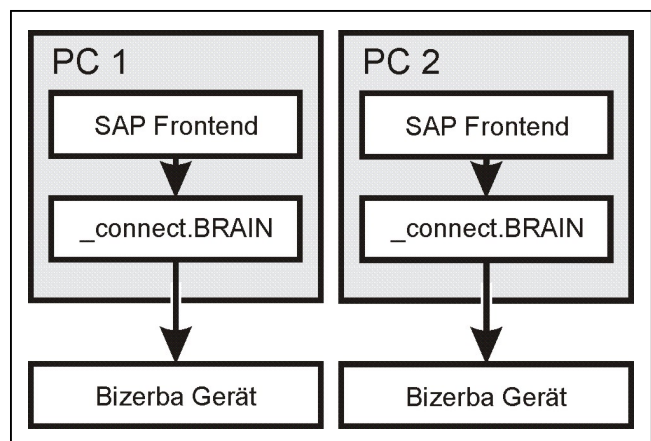 PC 1
SAP Frontend
_connect.BRAIN
Bizerba Gerät
PC 2
SAP Frontend
_connect.BRAIN
Bizerba Gerät